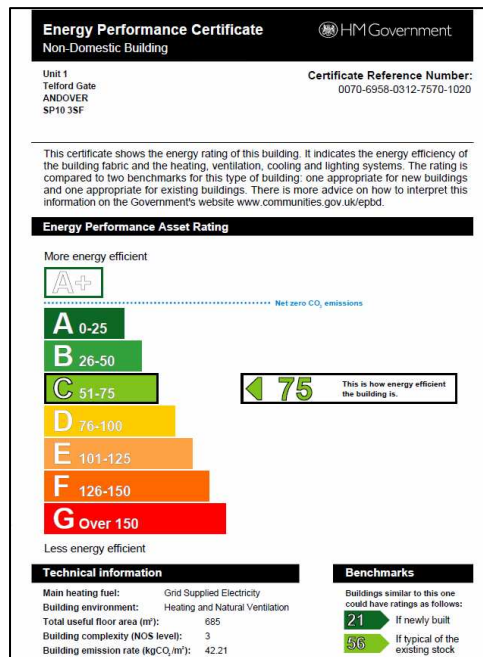 Energy Performance Certificate
Non-Domestic Building
HM Government
Unit 1
Telford Gate
ANDOVER
SP10 3SF
Certificate Reference Number:
0070-6958-0312-7570-1020
This certificate shows the energy rating of this building. It indicates the energy efficiency of
the building fabric and the heating, ventilation, cooling and lighting systems. The rating is
compared to two benchmarks for this type of building: one appropriate for new buildings
and one appropriate for existing buildings. There is more advice on how to interpret this
information on the Government's website www.communities.gov.uk/epbd.
Energy Performance Asset Rating
More energy efficient
A+
Net zero CO₂ emissions
A 0-25
B 26-50
C 51-75
75
This is how energy efficient
the building is.
D 76-100
E 101-125
F 126-150
G Over 150
Less energy efficient
Technical information
Main heating fuel: Grid Supplied Electricity
Building environment: Heating and Natural Ventilation
Total useful floor area (m²): 685
Building complexity (NOS level): 3
Building emission rate (kgCO₂/m²): 42.21
Benchmarks
Buildings similar to this one
could have ratings as follows:
21 If newly built
56 If typical of the
existing stock